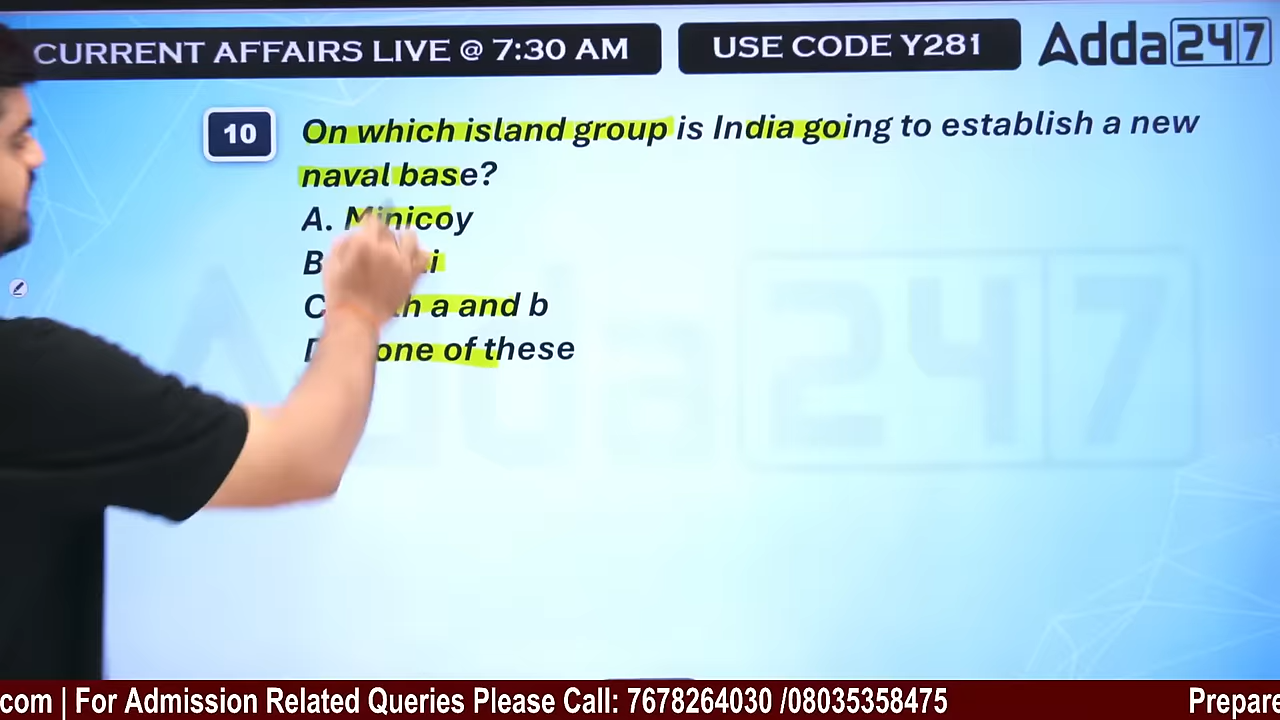 CURRENT AFFAIRS LIVE @ 7:30 AM
USE CODE Y281
Adda247
10
On which island group is India going to establish a new
naval base?
A. Minicoy
B
C a and b
of these
.com | For Admission Related Queries Please Call: 7678264030 /08035358475
Prepare